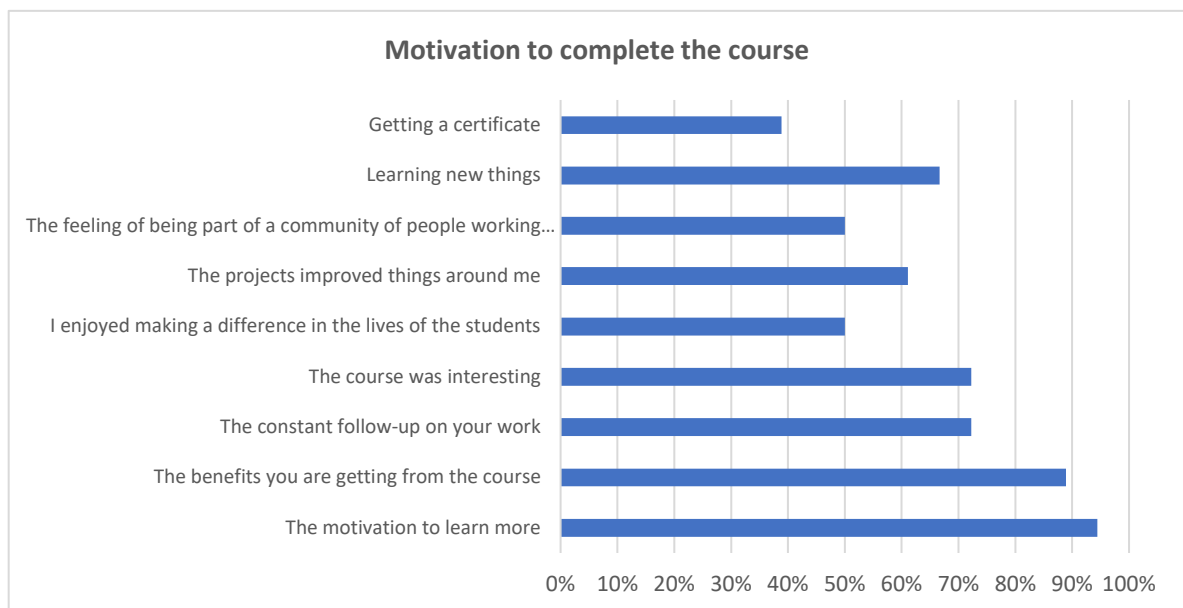 Motivation to complete the course
Getting a certificate
Learning new things
The feeling of being part of a community of people working...
The projects improved things around me
I enjoyed making a difference in the lives of the students
The course was interesting
The constant follow-up on your work
The benefits you are getting from the course
The motivation to learn more
0% 10% 20% 30% 40% 50% 60% 70% 80% 90% 100%